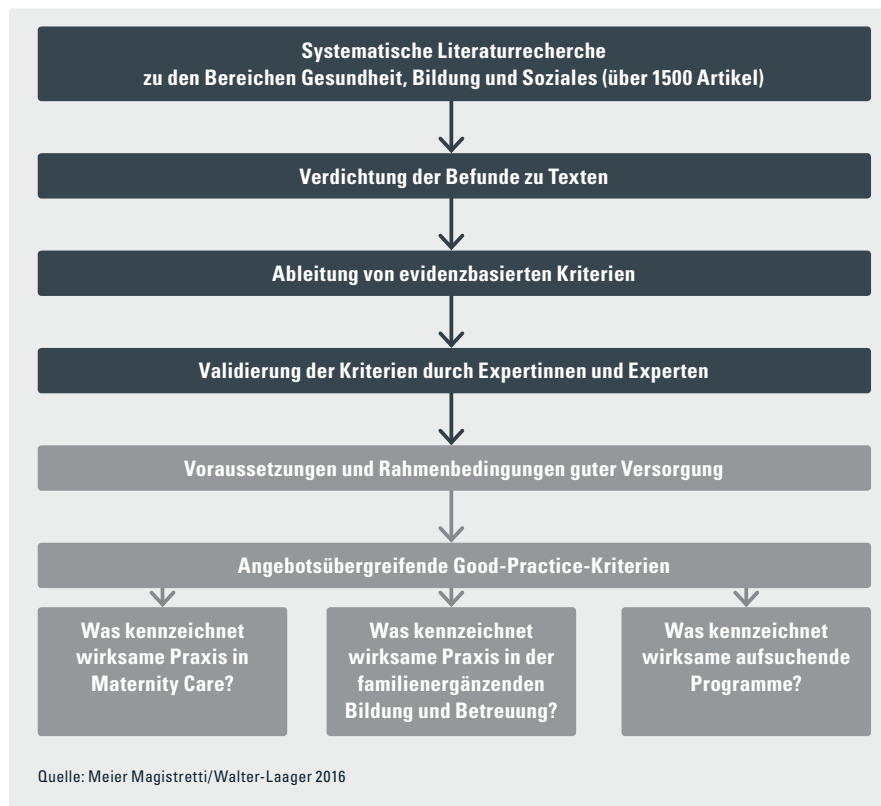 Systematische Literaturrecherche
zu den Bereichen Gesundheit, Bildung und Soziales (über 1500 Artikel)
Verdichtung der Befunde zu Texten
Ableitung von evidenzbasierten Kriterien
Validierung der Kriterien durch Expertinnen und Experten
Voraussetzungen und Rahmenbedingungen guter Versorgung
Angebotsübergreifende Good-Practice-Kriterien
Was kennzeichnet
wirksame Praxis in
Maternity Care?
Was kennzeichnet
wirksame Praxis in der
familienergänzenden
Bildung und Betreuung?
Was kennzeichnet
wirksame aufsuchende
Programme?
Quelle: Meier Magistretti/Walter-Laager 2016